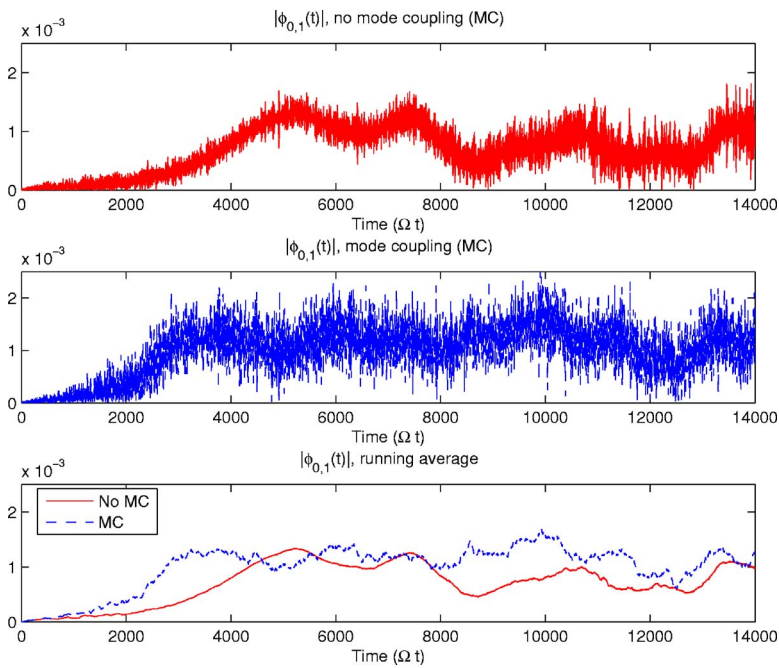 |ϕ0,1(t)|, no mode coupling (MC)
x 10−3
2
1
0
0 2000 4000 6000 8000 10000 12000 14000
Time (Ω t)
|ϕ0,1(t)|, mode coupling (MC)
x 10−3
2
1
0
0 2000 4000 6000 8000 10000 12000 14000
Time (Ω t)
|ϕ0,1(t)|, running average
x 10−3
No MC
MC
2
1
0
0 2000 4000 6000 8000 10000 12000 14000
Time (Ω t)